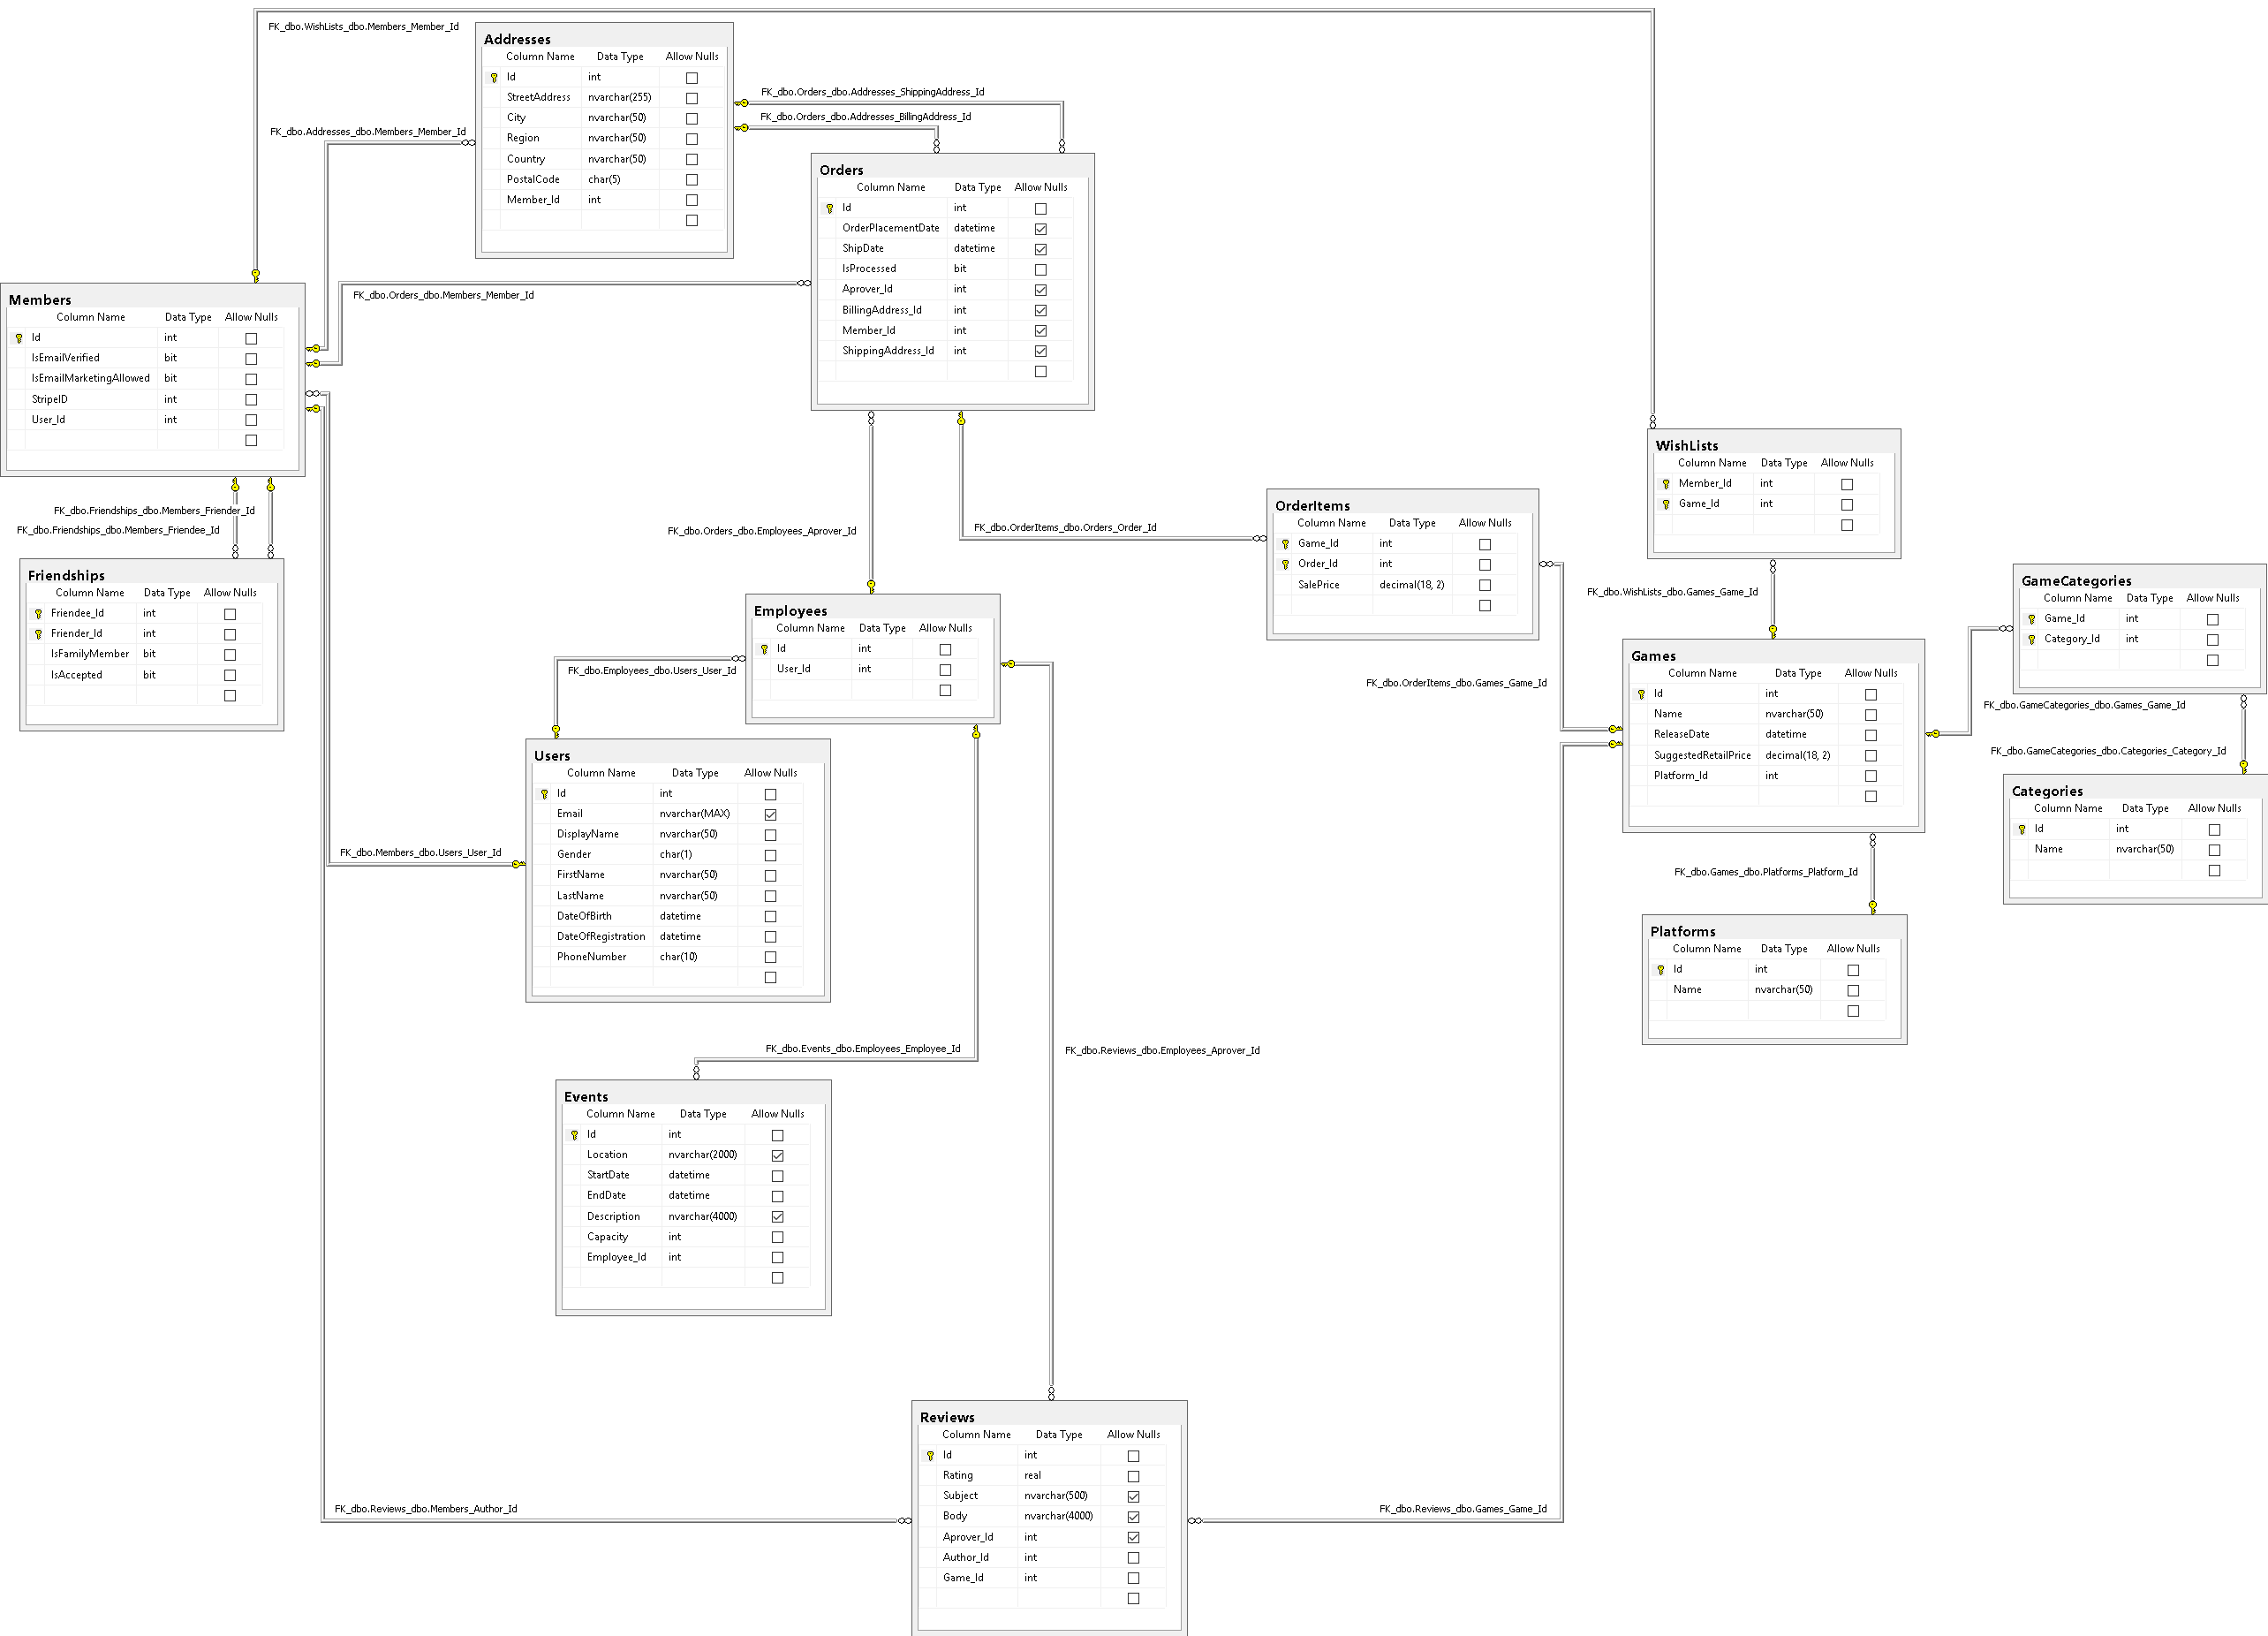 FK_dbo.WishLists_dbo.Members_Member_Id
Addresses
Column Name Data Type Allow Nulls
Id int
StreetAddress nvarchar(255)
City nvarchar(50)
Region nvarchar(50)
Country nvarchar(50)
PostalCode char(5)
Member_Id int
FK_dbo.Addresses_dbo.Members_Member_Id
FK_dbo.Orders_dbo.Addresses_ShippingAddress_Id
FK_dbo.Orders_dbo.Addresses_BillingAddress_Id
Orders
Column Name Data Type Allow Nulls
Id int
OrderPlacementDate datetime
ShipDate datetime
IsProcessed bit
Aprover_Id int
BillingAddress_Id int
Member_Id int
ShippingAddress_Id int
FK_dbo.Orders_dbo.Members_Member_Id
Members
Column Name Data Type Allow Nulls
Id int
IsEmailVerified bit
IsEmailMarketingAllowed bit
StripeID int
User_Id int
FK_dbo.Friendships_dbo.Members_Friender_Id
FK_dbo.Friendships_dbo.Members_Friendee_Id
Friendships
Column Name Data Type Allow Nulls
Friendee_Id int
Friender_Id int
IsFamilyMember bit
IsAccepted bit
FK_dbo.Orders_dbo.Employees_Aprover_Id
FK_dbo.OrderItems_dbo.Orders_Order_Id
OrderItems
Column Name Data Type Allow Nulls
Game_Id int
Order_Id int
SalePrice decimal(18, 2)
WishLists
Column Name Data Type Allow Nulls
Member_Id int
Game_Id int
FK_dbo.WishLists_dbo.Games_Game_Id
GameCategories
Column Name Data Type Allow Nulls
Game_Id int
Category_Id int
Employees
Column Name Data Type Allow Nulls
Id int
User_Id int
FK_dbo.Employees_dbo.Users_User_Id
FK_dbo.OrderItems_dbo.Games_Game_Id
Games
Column Name Data Type Allow Nulls
Id int
Name nvarchar(50)
ReleaseDate datetime
SuggestedRetailPrice decimal(18, 2)
Platform_Id int
FK_dbo.GameCategories_dbo.Games_Game_Id
FK_dbo.GameCategories_dbo.Categories_Category_Id
Categories
Column Name Data Type Allow Nulls
Id int
Name nvarchar(50)
Users
Column Name Data Type Allow Nulls
Id int
Email nvarchar(MAX)
DisplayName nvarchar(50)
Gender char(1)
FirstName nvarchar(50)
LastName nvarchar(50)
DateOfBirth datetime
DateOfRegistration datetime
PhoneNumber char(10)
FK_dbo.Members_dbo.Users_User_Id
FK_dbo.Games_dbo.Platforms_Platform_Id
Platforms
Column Name Data Type Allow Nulls
Id int
Name nvarchar(50)
FK_dbo.Events_dbo.Employees_Employee_Id
FK_dbo.Reviews_dbo.Employees_Aprover_Id
Events
Column Name Data Type Allow Nulls
Id int
Location nvarchar(2000)
StartDate datetime
EndDate datetime
Description nvarchar(4000)
Capacity int
Employee_Id int
Reviews
Column Name Data Type Allow Nulls
Id int
Rating real
Subject nvarchar(500)
Body nvarchar(4000)
Aprover_Id int
Author_Id int
Game_Id int
FK_dbo.Reviews_dbo.Members_Author_Id
FK_dbo.Reviews_dbo.Games_Game_Id